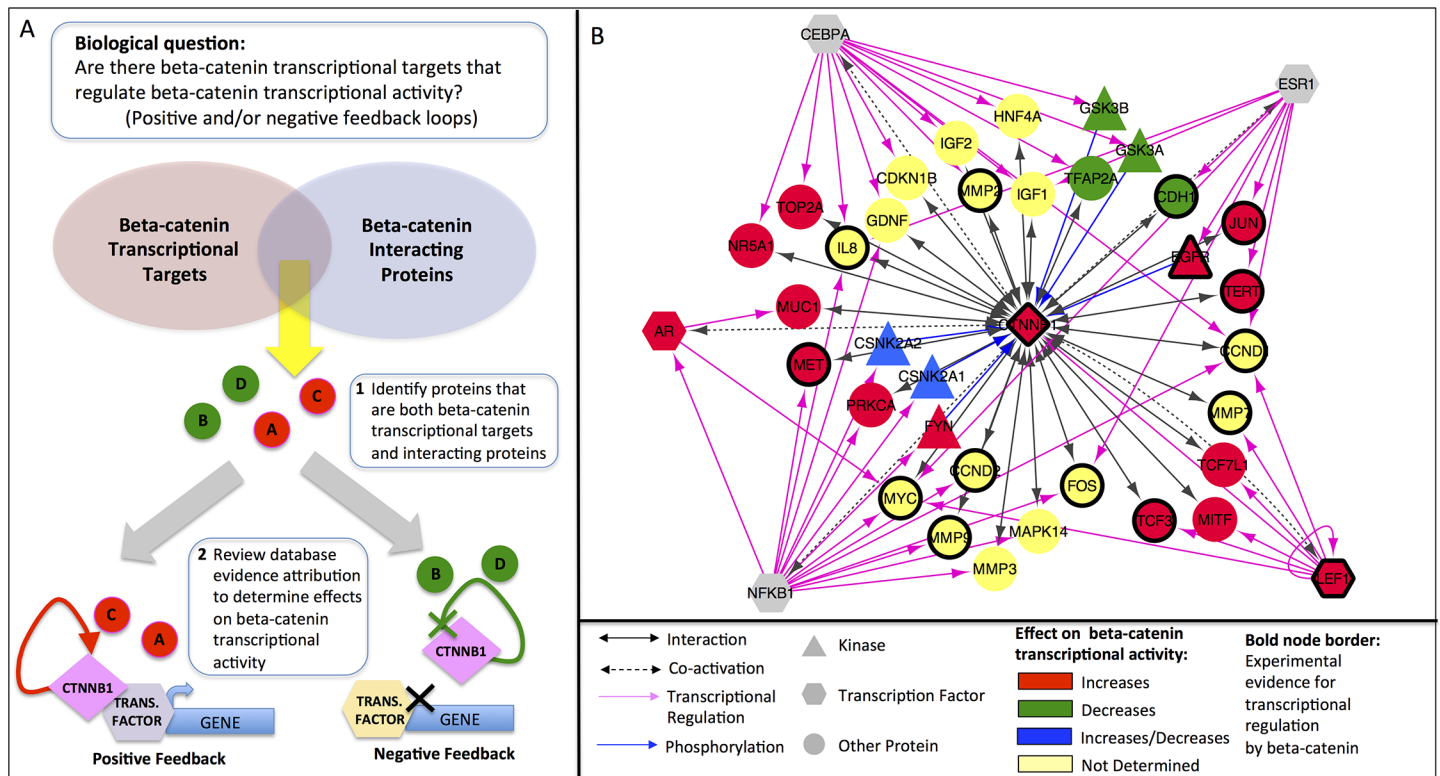 A
Biological question:
Are there beta-catenin transcriptional targets that
regulate beta-catenin transcriptional activity?
(Positive and/or negative feedback loops)
Beta-catenin
Transcriptional
Targets
Beta-catenin
Interacting
Proteins
D
C
B
A
1 Identify proteins that
are both beta-catenin
transcriptional targets
and interacting proteins
2 Review database
evidence attribution
to determine effects
on beta-catenin
transcriptional
activity
C
A
CTNNB1
TRANS.
FACTOR
GENE
Positive Feedback
B
D
CTNNB1
TRANS.
FACTOR
GENE
Negative Feedback
B
CEBPA
ESR1
GSK3B
HNF4A
IGF2
GSK3A
CDKN1B
TFAP2A
MMP2
IGF1
CDH1
TOP2A
GDNF
JUN
NR5A1
IL8
EGFR
TERT
MUC1
AR
CTNNB1
CSNK2A2
CCND1
MET
CSNK2A1
PRKCA
MMP7
FYN
TCF7L1
CCND2
FOS
MYC
TCF3
MITF
MMP9
MAPK14
MMP3
LEF1
NFKB1
Interaction
Co-activation
Transcriptional
Regulation
Phosphorylation
Kinase
Transcription Factor
Other Protein
Effect on beta-catenin
transcriptional activity:
Increases
Decreases
Increases/Decreases
Not Determined
Bold node border:
Experimental
evidence for
transcriptional
regulation
by beta-catenin